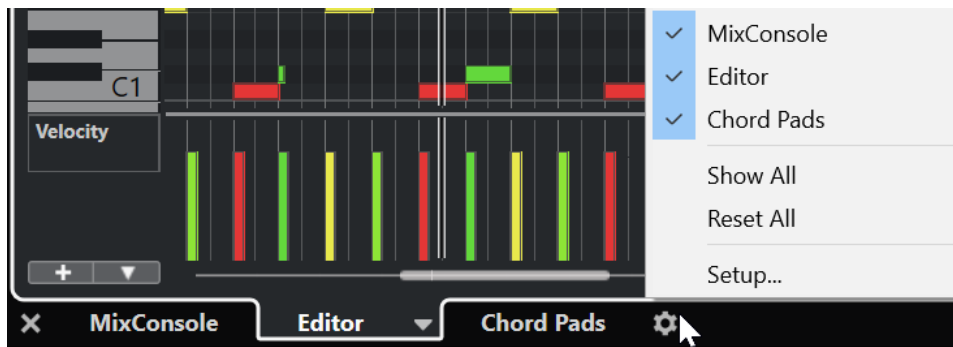 C1
Velocity
MixConsole
Editor
Chord Pads
Show All
Reset All
Setup...
MixConsole Editor Chord Pads